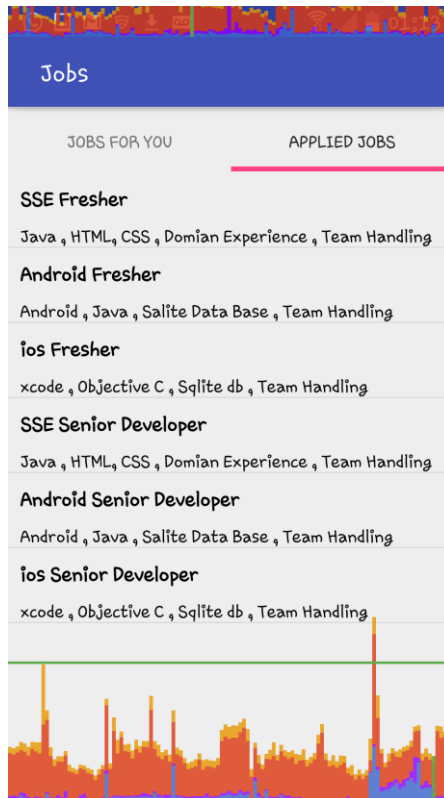 01:12
Jobs
JOBS FOR YOU
APPLIED JOBS
SSE Fresher
Java , HTML, CSS , Domian Experience , Team Handling
Android Fresher
Android , Java , Salite Data Base , Team Handling
ios Fresher
xcode , Objective C , Sqlite db , Team Handling
SSE Senior Developer
Java , HTML, CSS , Domian Experience , Team Handling
Android Senior Developer
Android , Java , Salite Data Base , Team Handling
ios Senior Developer
xcode , Objective C , Sqlite db , Team Handling